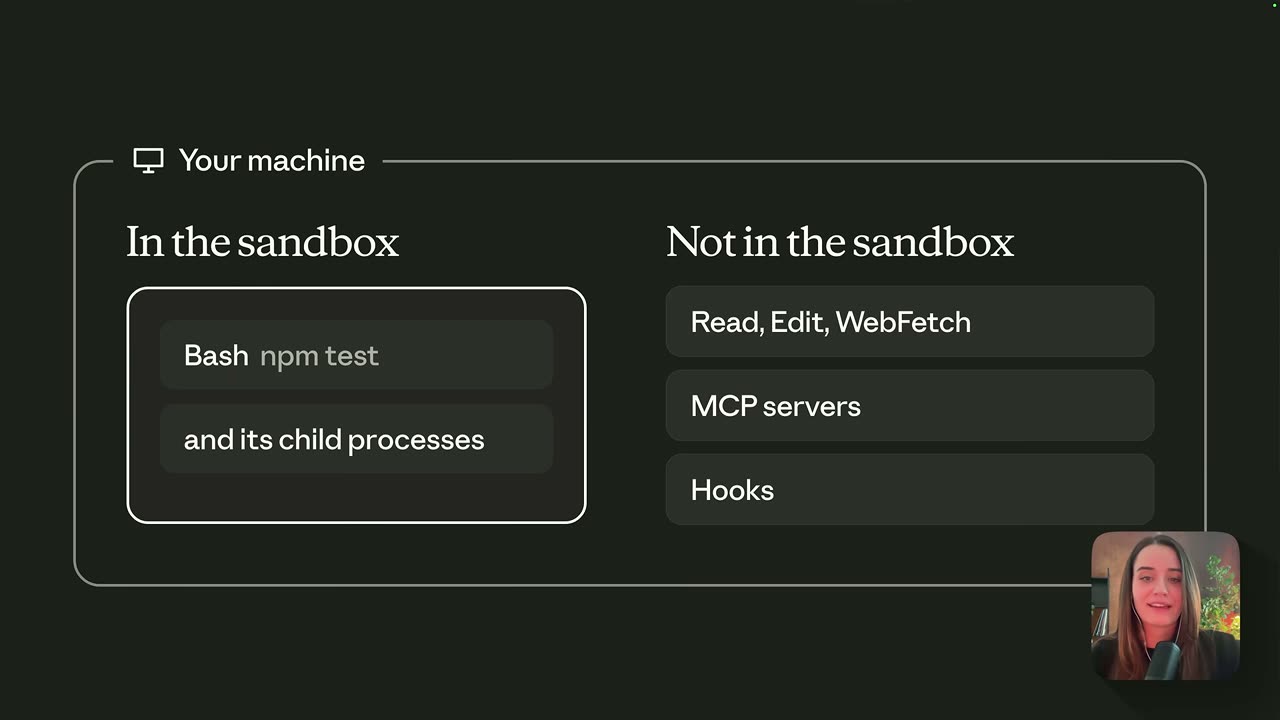 Your machine
In the sandbox
Bash npm test
and its child processes
Not in the sandbox
Read, Edit, WebFetch
MCP servers
Hooks